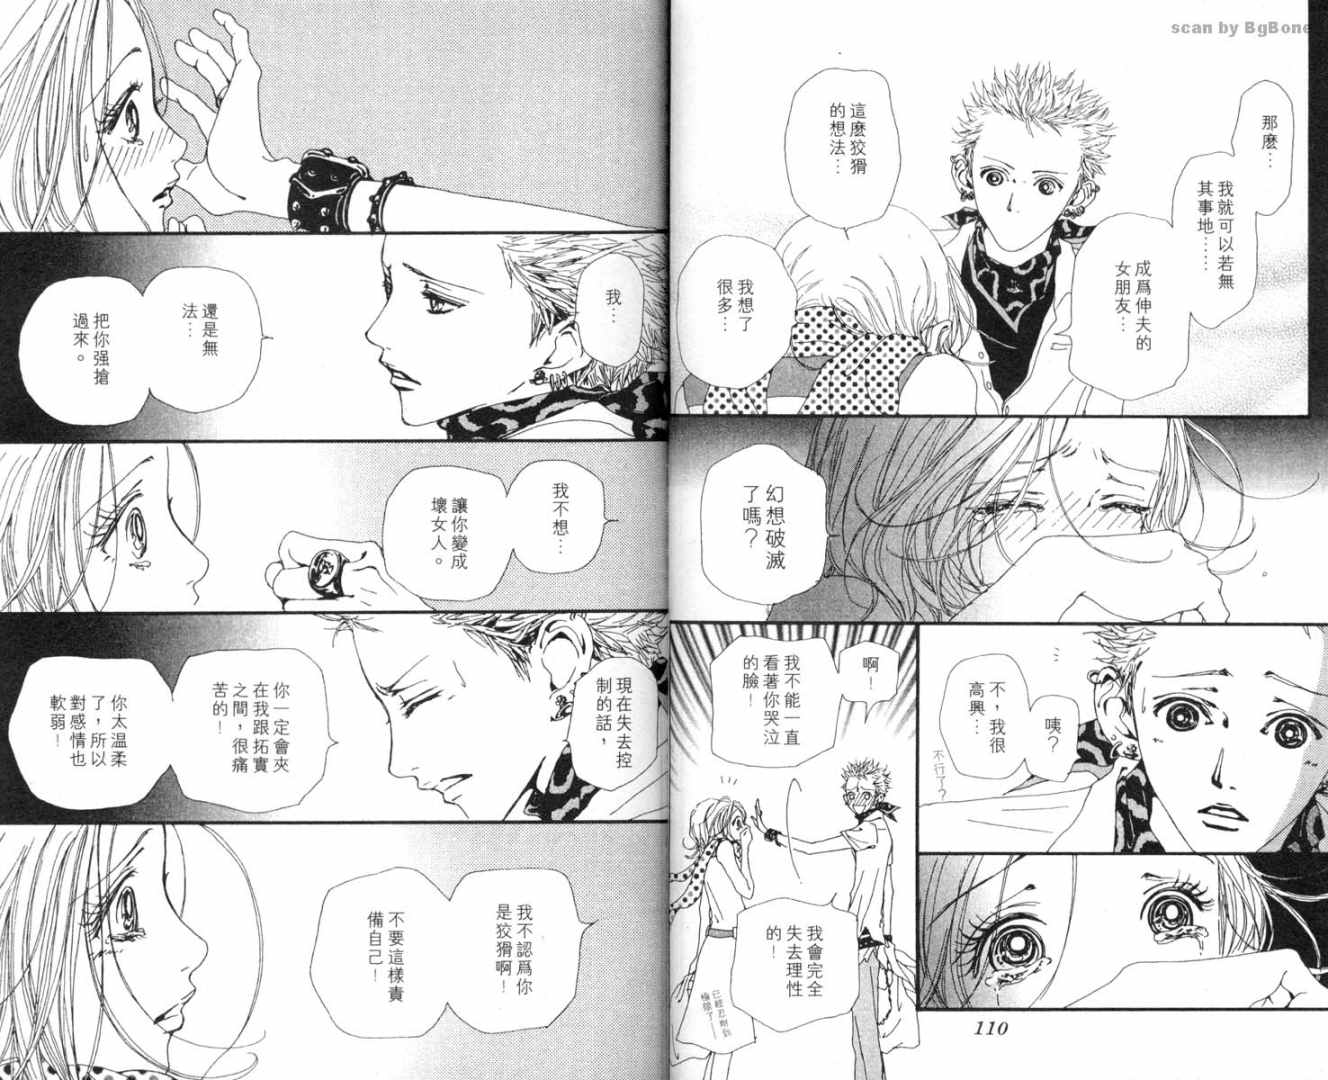 scan by BgBone
那麼…
我就可以若無
其事地……
成爲伸夫的
女朋友…
這麼狡猾
的想法…
我想了
很多…
幻想破滅
了嗎？
咦？
不，我很
高興…
不行了？
啊！
我不能一直
看著你哭泣
的臉！
我會完全
失去理性
的！
已經忍耐到
極限了——
110
我…
還是無
法…
把你强搶
過來。
我不想…
讓你變成
壞女人。
現在失去控
制的話，
你一定會夾
在我跟拓實
之間，很痛
苦的！
你太温柔
了，所以
對感情也
軟弱！
我不認爲你
是狡猾啊！
不要這樣責
備自己！